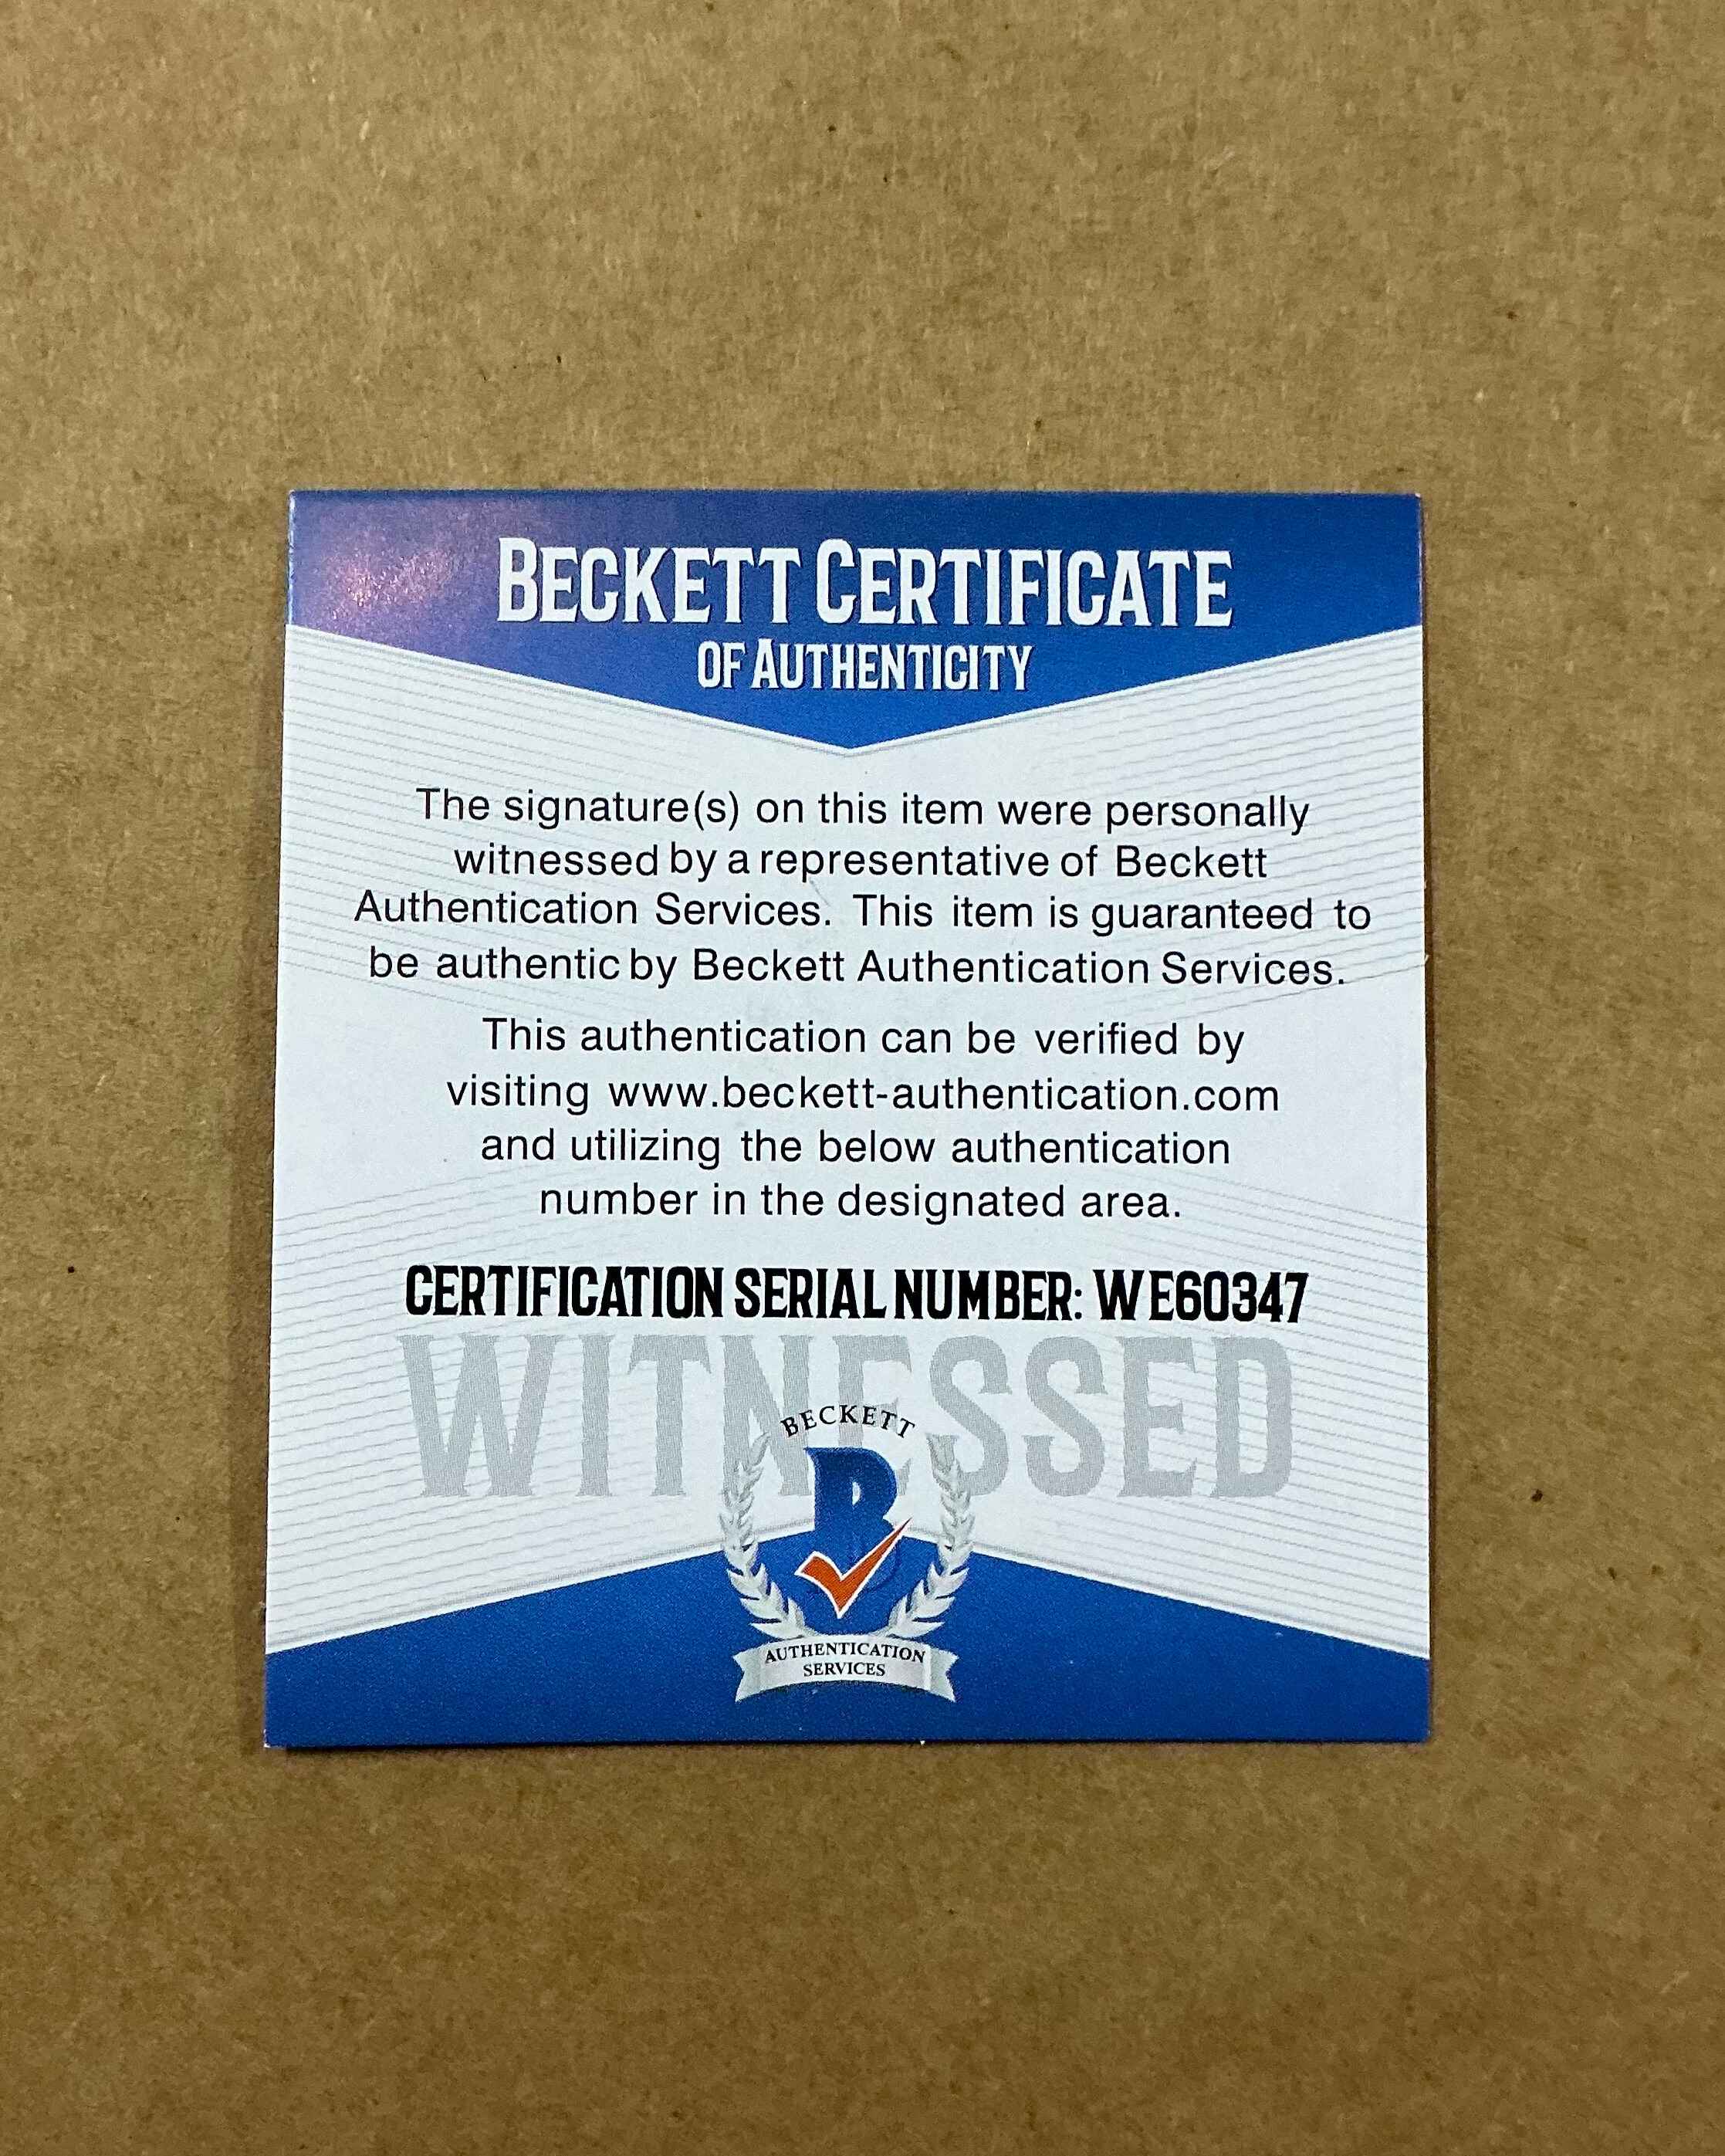 BECKETT CERTIFICATE
OF AUTHENTICITY
The signature(s) on this item were personally
witnessed by a representative of Beckett
Authentication Services. This item is guaranteed to
be authentic by Beckett Authentication Services.
This authentication can be verified by
visiting www.beckett-authentication.com
and utilizing the below authentication
number in the designated area.
CERTIFICATION SERIAL NUMBER: WE60347
WITNESSED
BECKETT
B
AUTHENTICATION
SERVICES